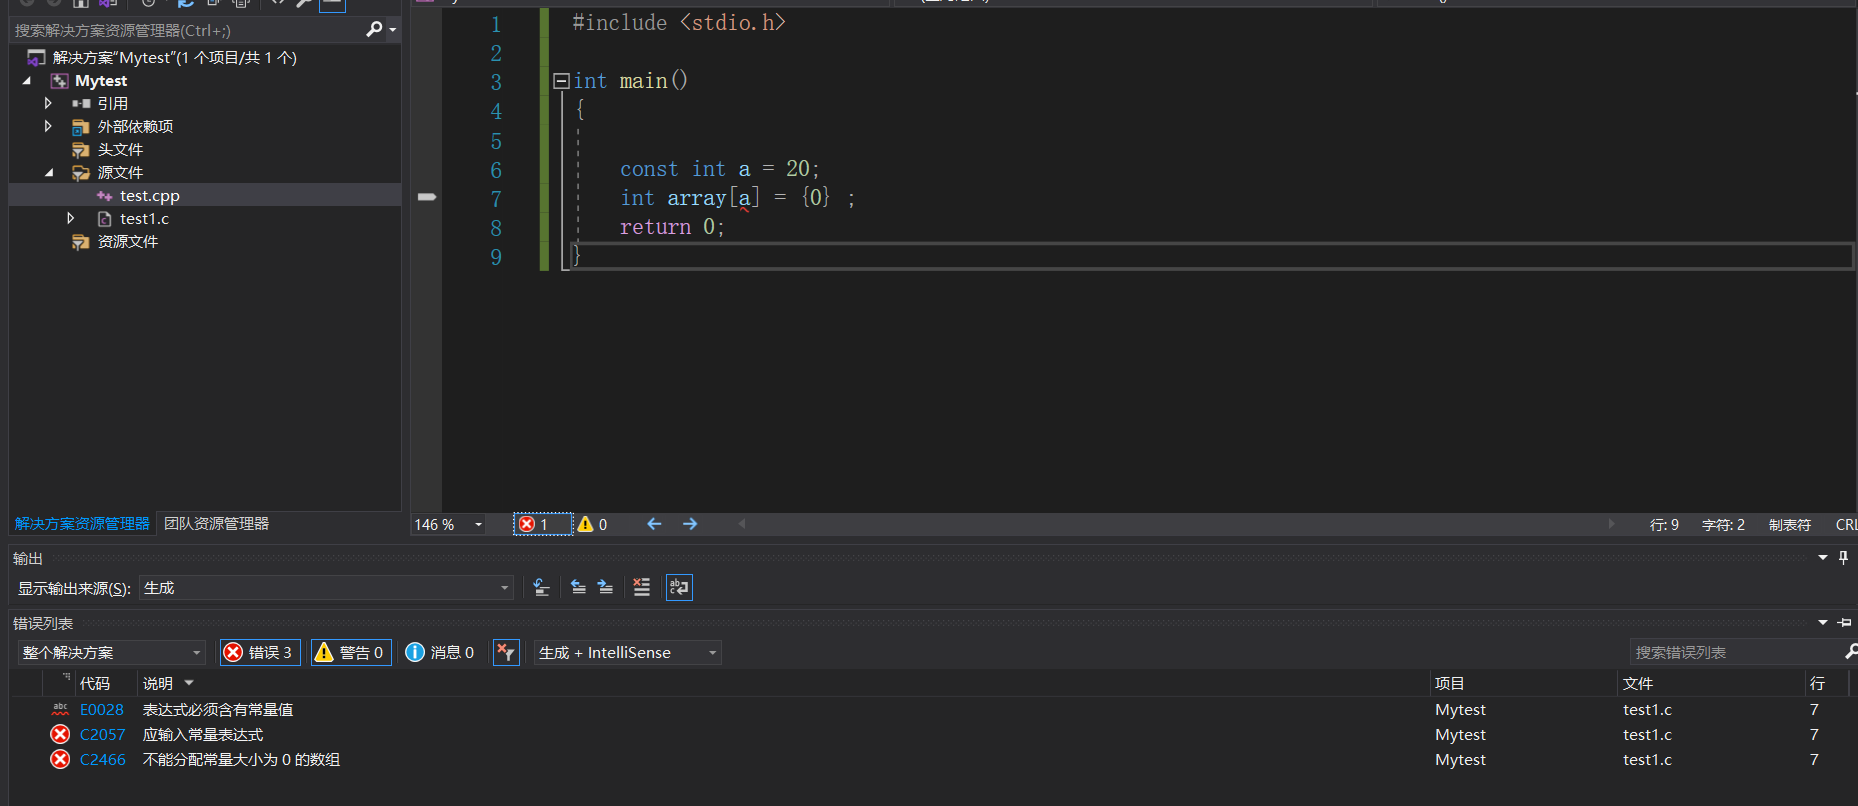 搜索解决方案资源管理器(Ctrl+;)
解决方案"Mytest"(1 个项目/共 1 个)
Mytest
引用
外部依赖项
头文件
源文件
test.cpp
test1.c
资源文件
解决方案资源管理器 团队资源管理器
1 #include <stdio.h>
2
3 int main()
4 {
5
6 const int a = 20;
7 int array[a] = {0} ;
8 return 0;
9 }
146 % 1 0 行: 9 字符: 2 制表符 CRL
输出
显示输出来源(S): 生成
错误列表
整个解决方案 错误 3 警告 0 消息 0 生成 + IntelliSense 搜索错误列表
代码 说明 项目 文件 行
abc E0028 表达式必须含有常量值 Mytest test1.c 7
C2057 应输入常量表达式 Mytest test1.c 7
C2466 不能分配常量大小为 0 的数组 Mytest test1.c 7